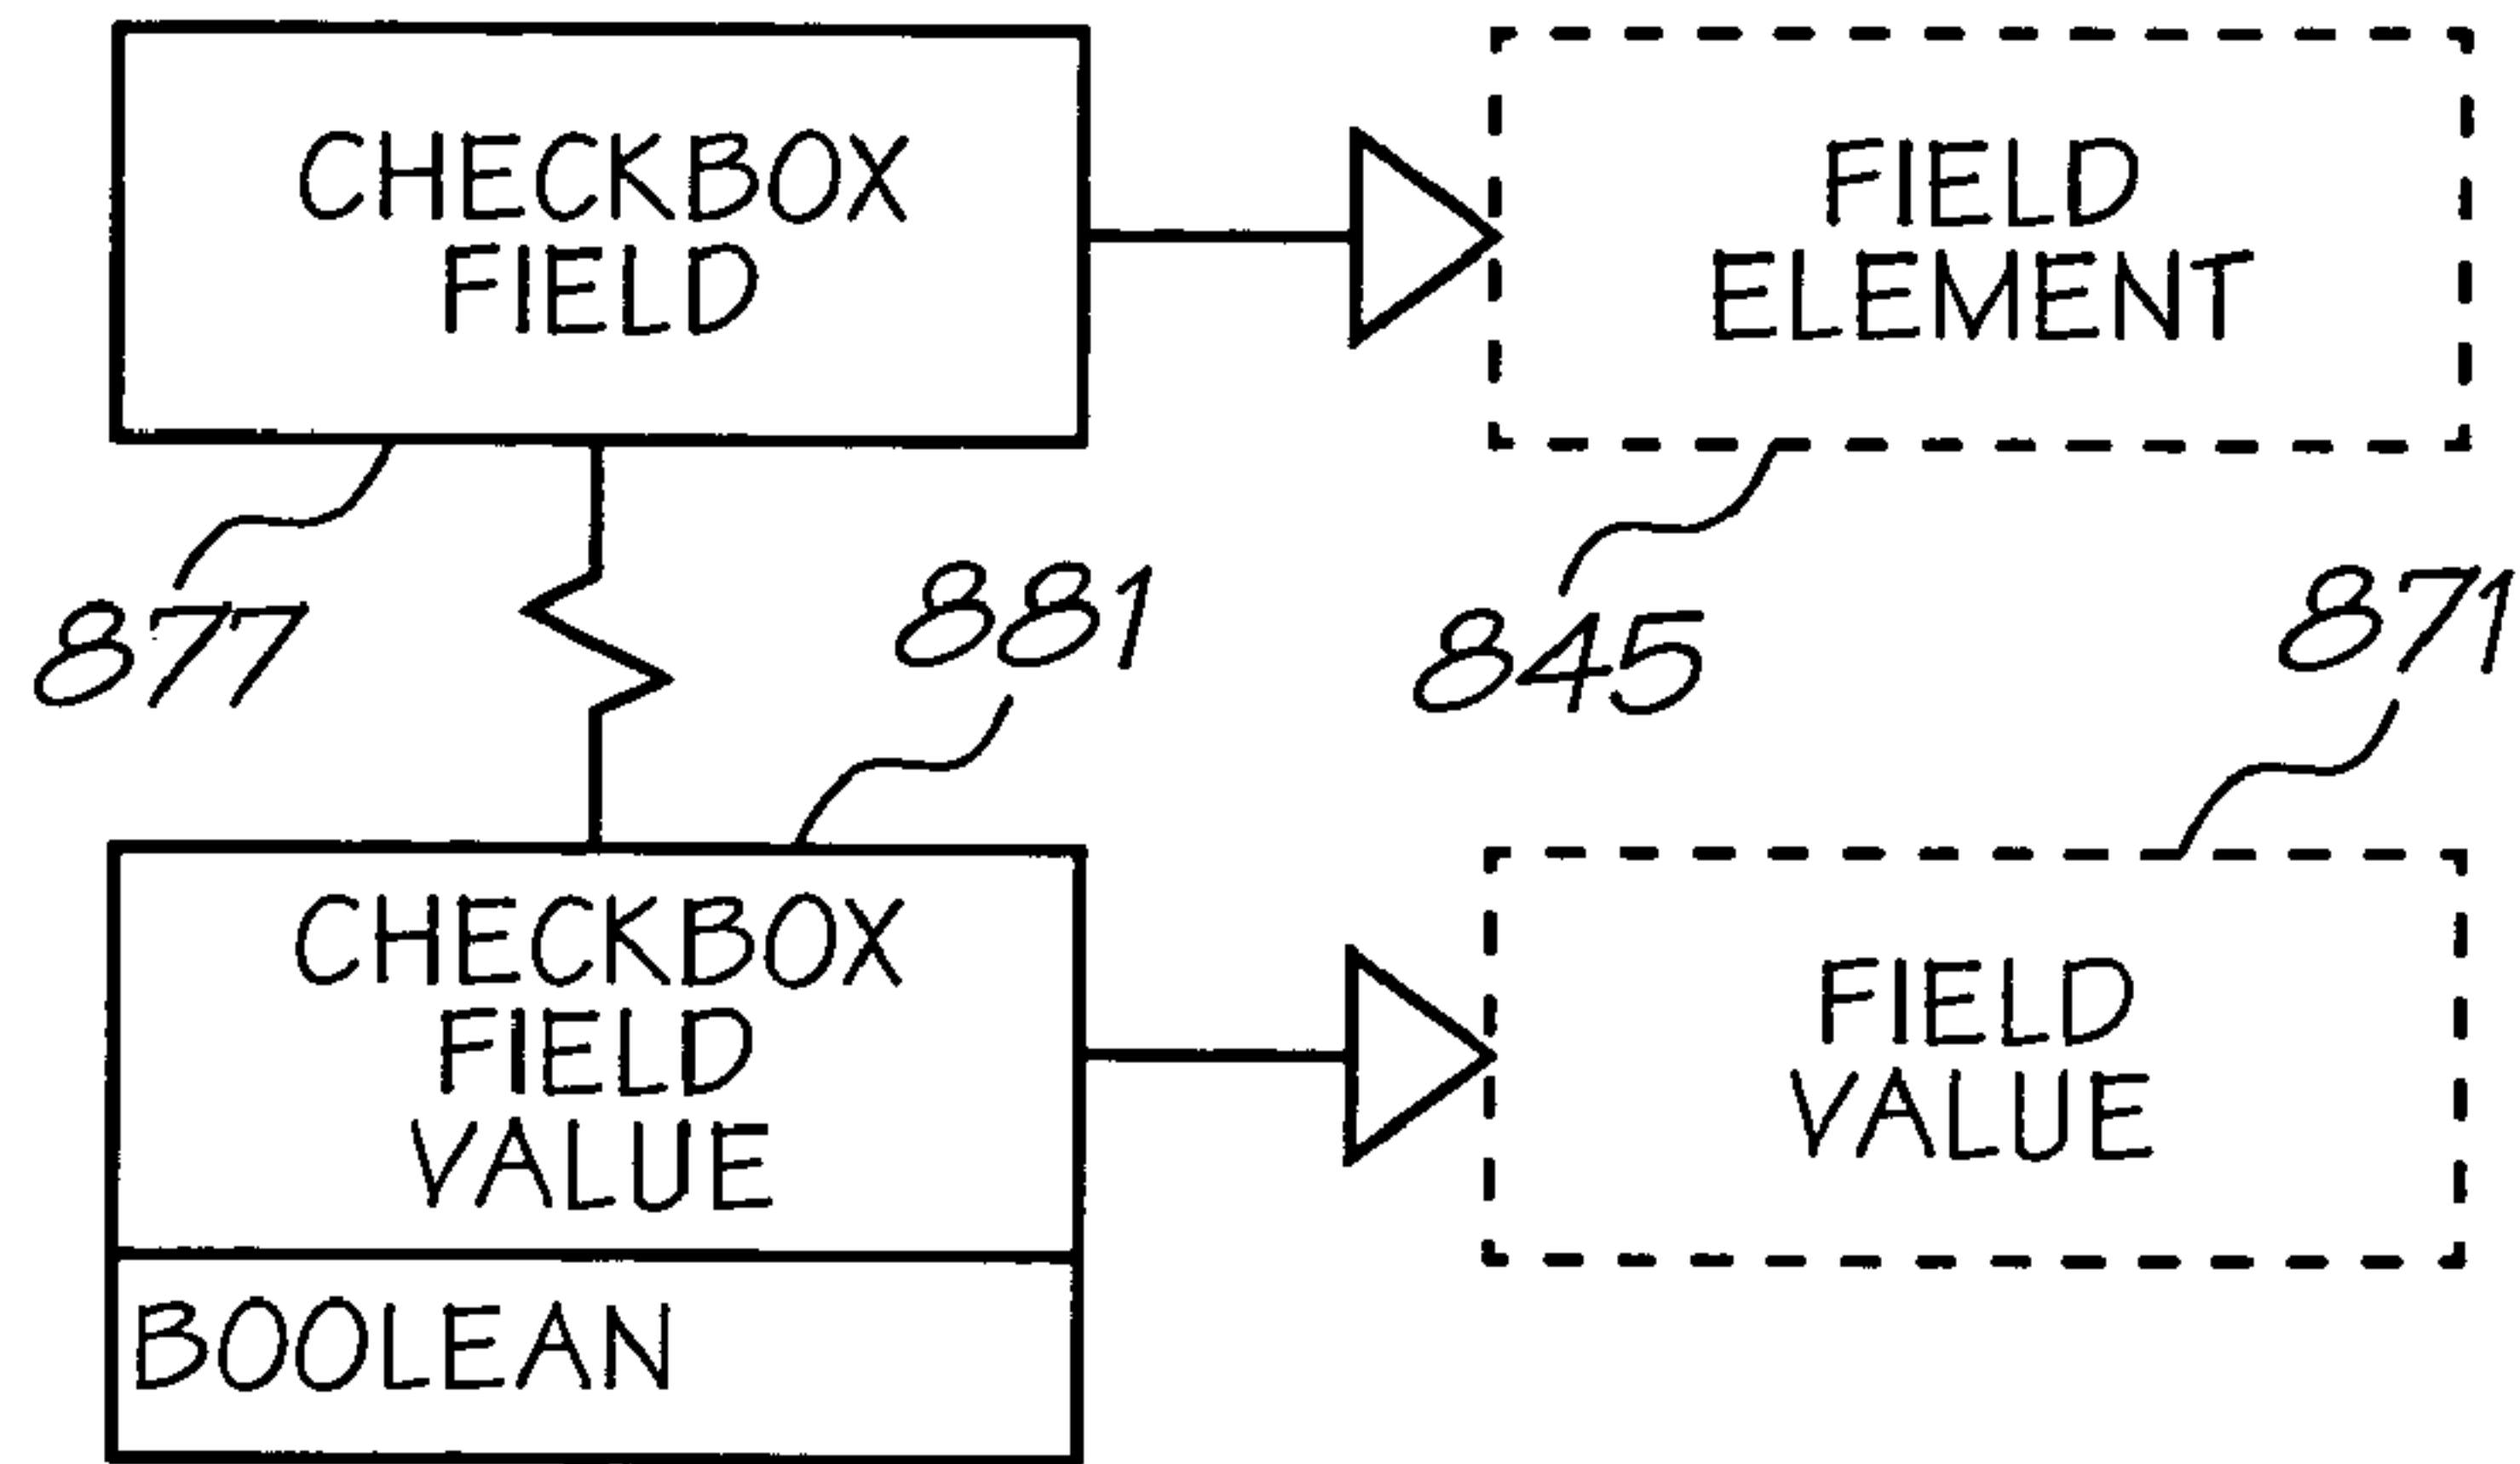 CHECKBOX
FIELD
FIELD
ELEMENT
877
881
845
871
CHECKBOX
FIELD
VALUE
FIELD
VALUE
BOOLEAN